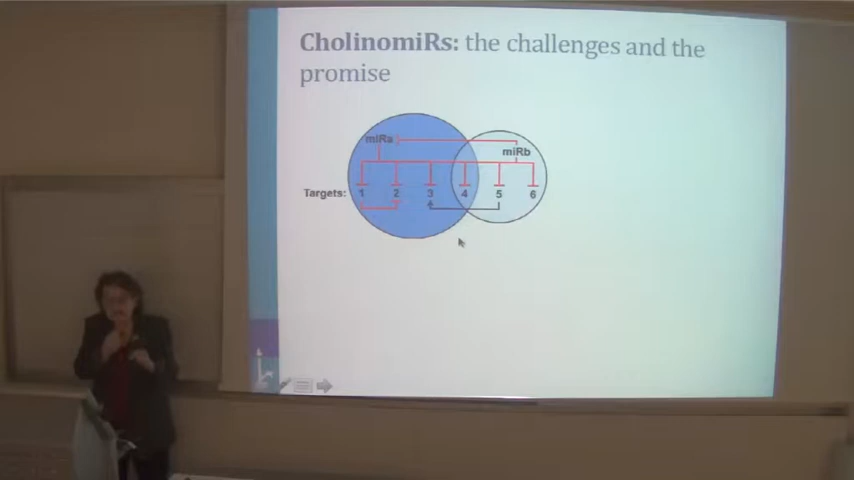 CholinomiRs: the challenges and the
promise
miRa
miRb
Targets: 1 2 3 4 5 6